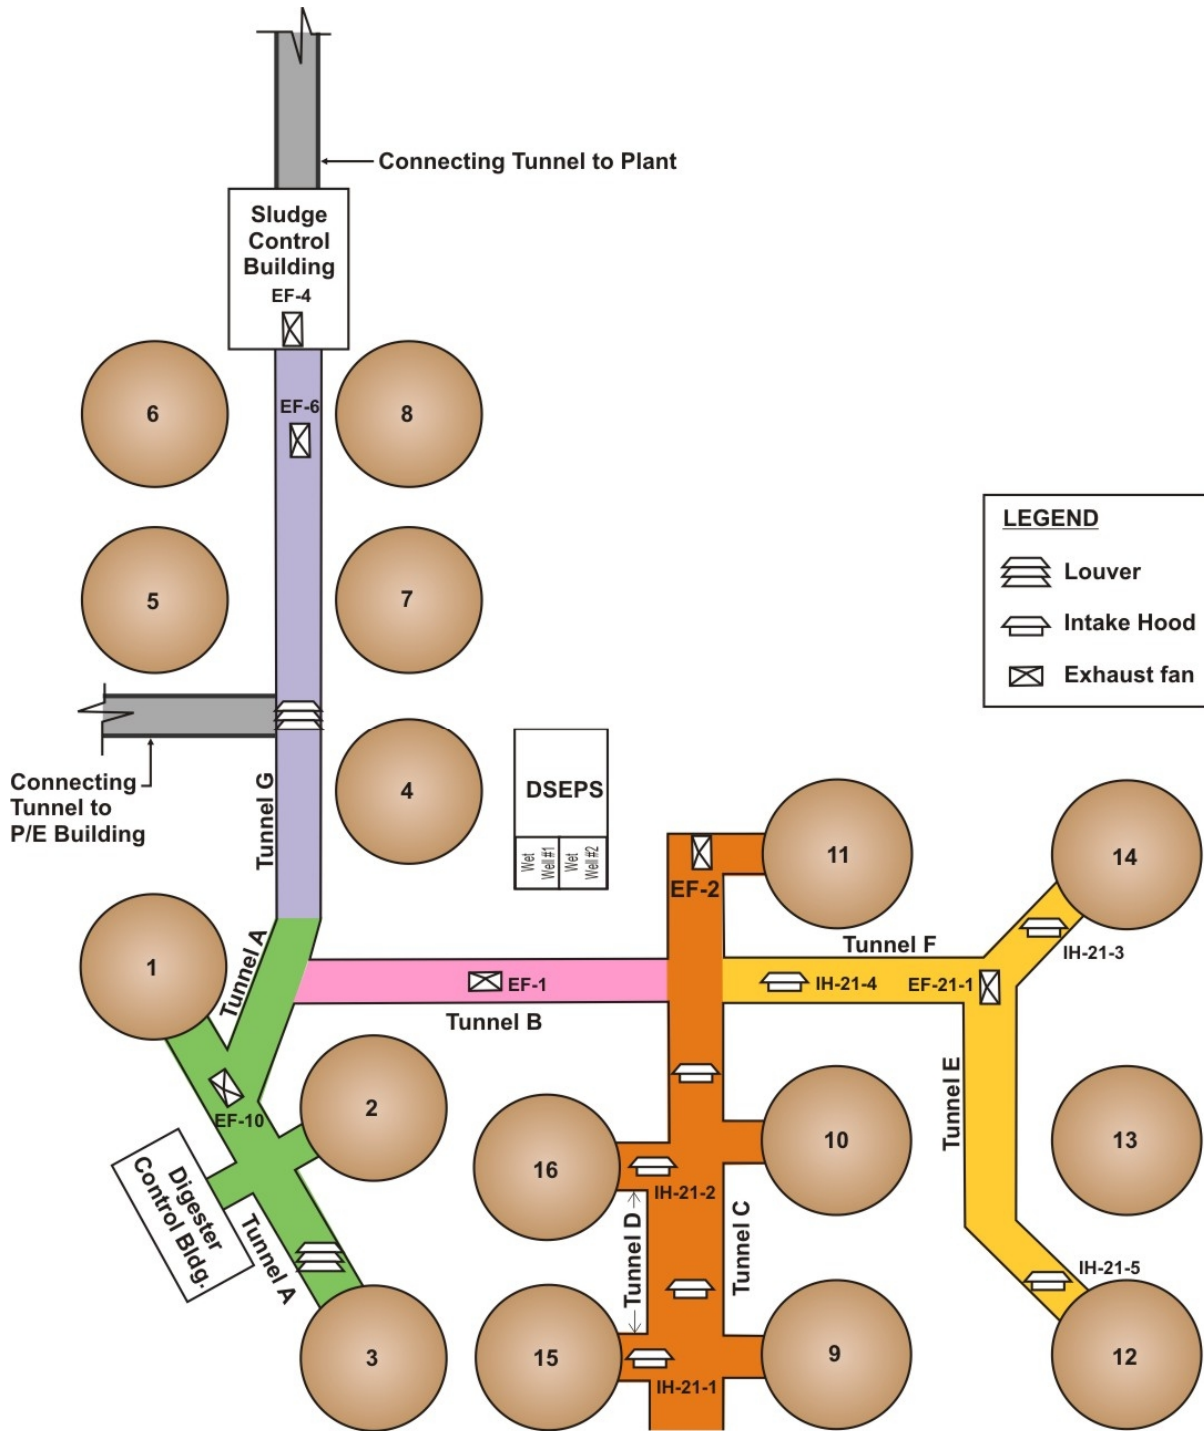 Connecting Tunnel to Plant
Sludge
Control
Building
EF-4
6
EF-6
8
LEGEND
Louver
Intake Hood
Exhaust fan
5
7
Connecting
Tunnel to
P/E Building
Tunnel G
4
DSEPS
Wet
Well #1
Wet
Well #2
11
14
EF-2
1
Tunnel A
EF-1
Tunnel B
Tunnel F
IH-21-4
EF-21-1
IH-21-3
EF-10
2
Digester
Control Bldg.
Tunnel A
3
16
IH-21-2
10
Tunnel E
13
Tunnel D
Tunnel C
15
IH-21-1
9
IH-21-5
12